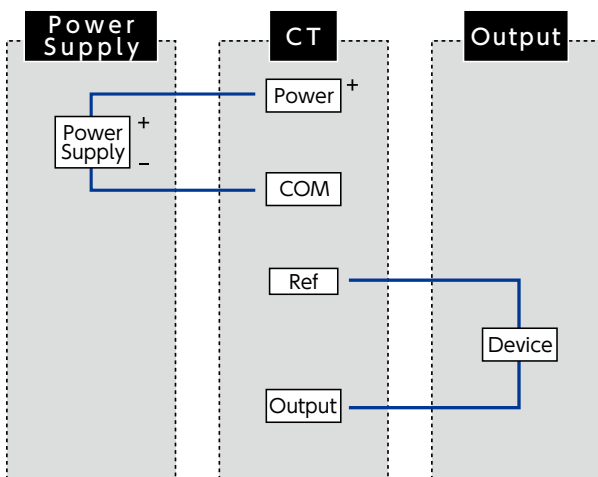 Power
Supply
CT
Output
Power +
Power
Supply
+
−
COM
Ref
Device
Output